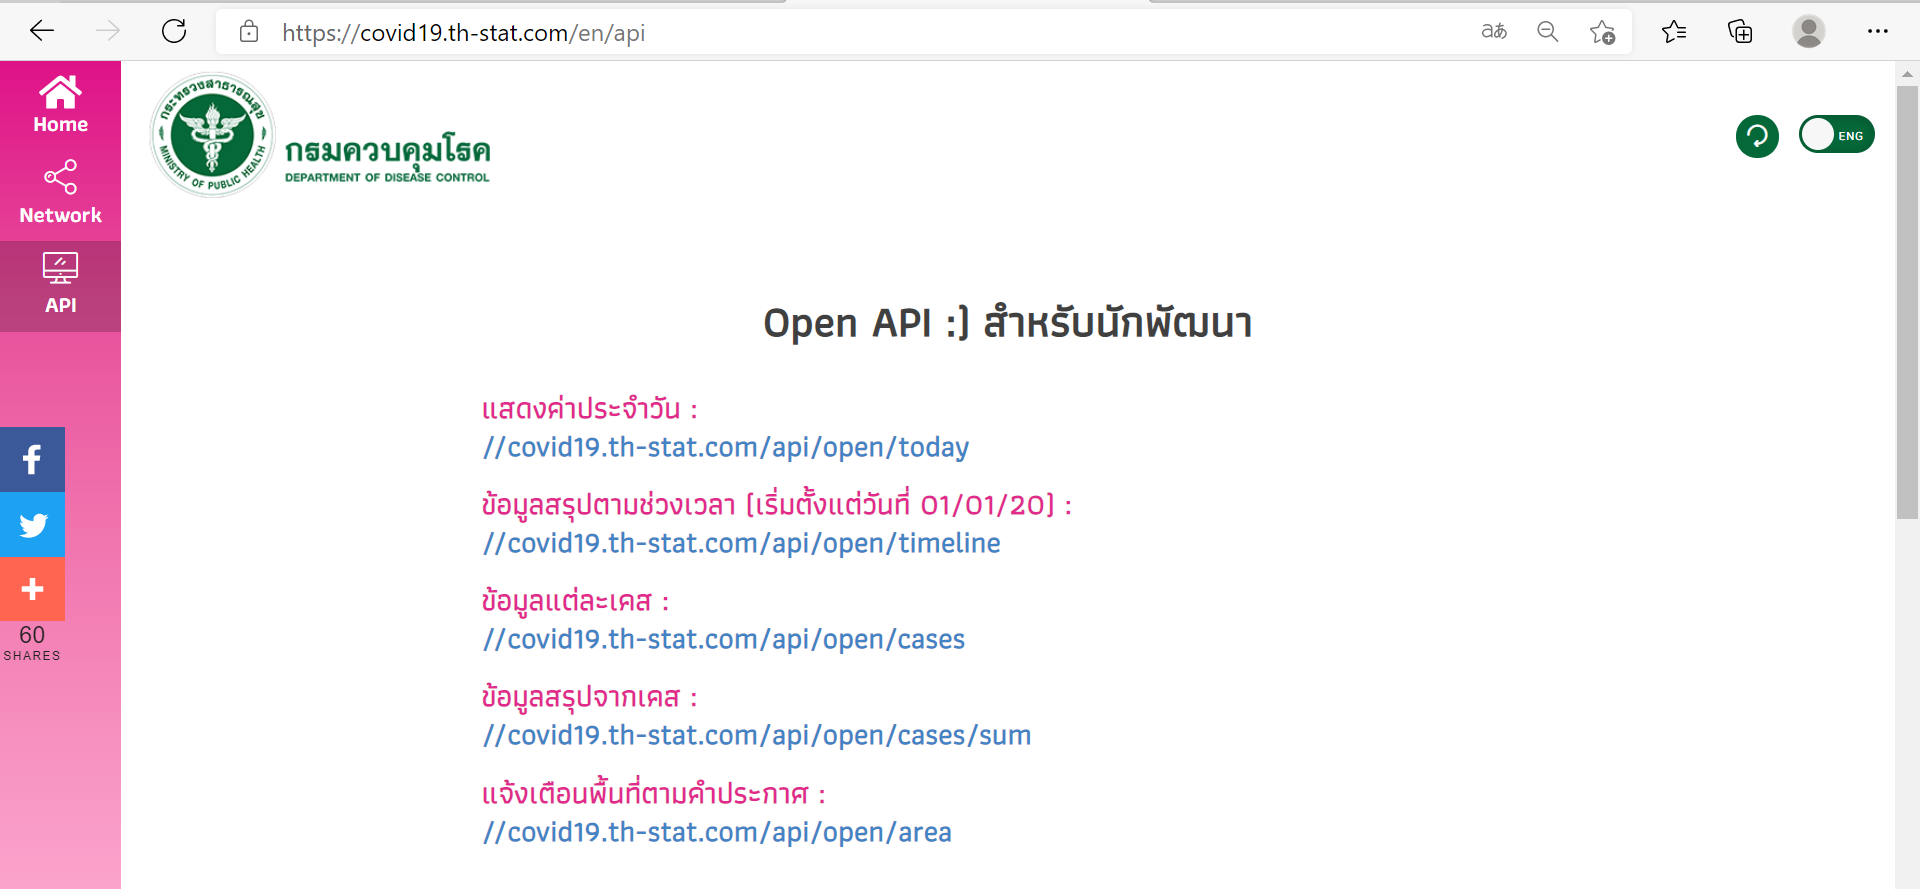 https://covid19.th-stat.com/en/api
aあ
Home
Network
API
กระทรวงสาธารณสุข
MINISTRY OF PUBLIC HEALTH
กรมควบคุมโรค
DEPARTMENT OF DISEASE CONTROL
ENG
Open API :) สำหรับนักพัฒนา
แสดงค่าประจำวัน :
//covid19.th-stat.com/api/open/today
ข้อมูลสรุปตามช่วงเวลา (เริ่มตั้งแต่วันที่ 01/01/20) :
//covid19.th-stat.com/api/open/timeline
ข้อมูลแต่ละเคส :
//covid19.th-stat.com/api/open/cases
ข้อมูลสรุปจากเคส :
//covid19.th-stat.com/api/open/cases/sum
แจ้งเตือนพื้นที่ตามคำประกาศ :
//covid19.th-stat.com/api/open/area
60
SHARES